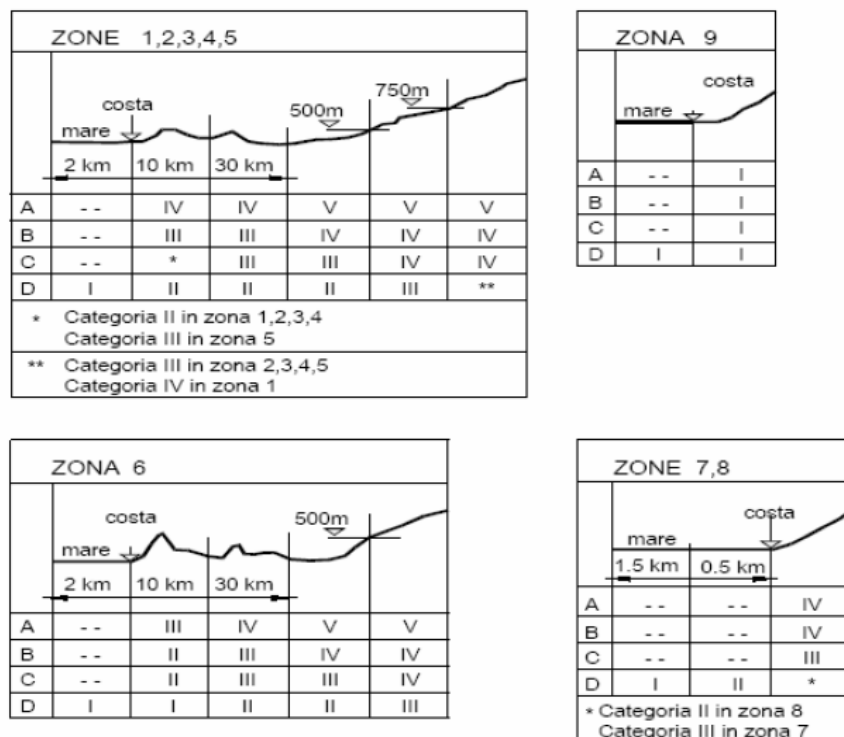 ZONE 1,2,3,4,5
costa
500m
750m
mare
2 km 10 km 30 km
A -- IV IV V V V
B -- III III IV IV IV
C -- * III III IV IV
D I II II II III **
* Categoria II in zona 1,2,3,4
Categoria III in zona 5
** Categoria III in zona 2,3,4,5
Categoria IV in zona 1
ZONA 9
costa
mare
A -- I
B -- I
C -- I
D I I
ZONA 6
costa
500m
mare
2 km 10 km 30 km
A -- III IV V V
B -- II III IV IV
C -- II III III IV
D I I II II III
ZONE 7,8
costa
mare
1.5 km 0.5 km
A -- -- IV
B -- -- IV
C -- -- III
D I II *
* Categoria II in zona 8
Categoria III in zona 7